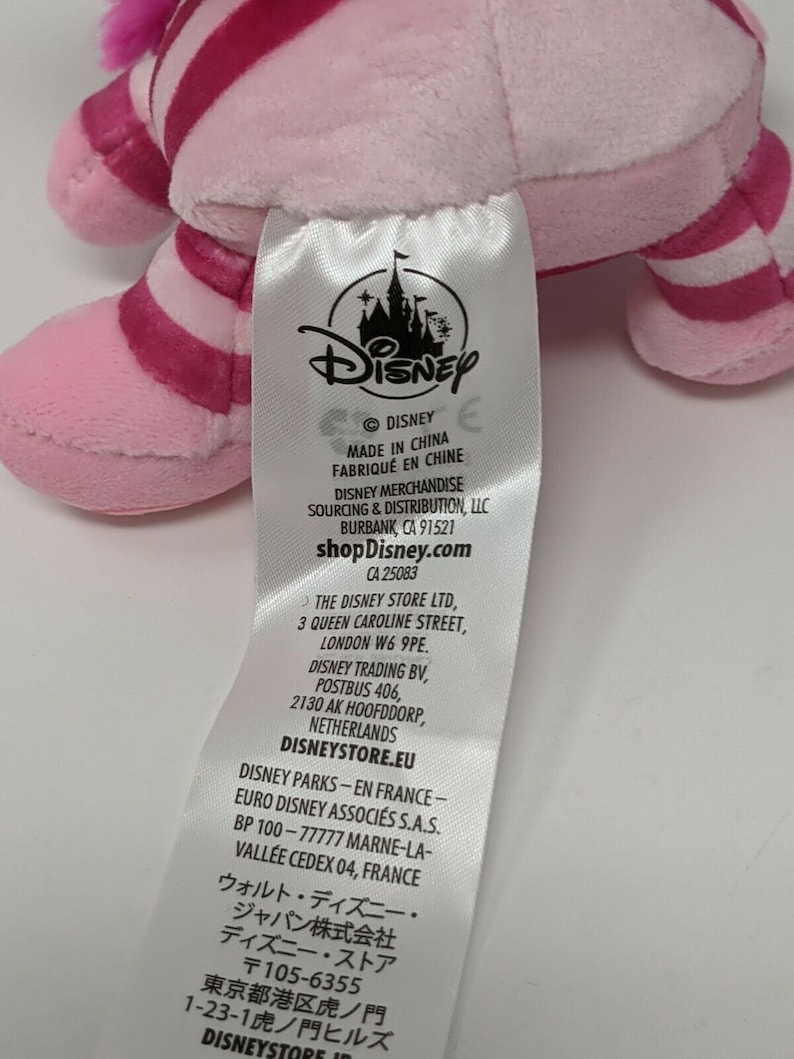 DISNEY
© DISNEY
CE
MADE IN CHINA
FABRIQUÉ EN CHINE
DISNEY MERCHANDISE
SOURCING & DISTRIBUTION, LLC
BURBANK, CA 91521
shopDisney.com
CA 25083
THE DISNEY STORE LTD,
3 QUEEN CAROLINE STREET,
LONDON W6 9PE.
DISNEY TRADING BV,
POSTBUS 406,
2130 AK HOOFDDORP,
NETHERLANDS
DISNEYSTORE.EU
DISNEY PARKS – EN FRANCE –
EURO DISNEY ASSOCIÉS S.A.S.
BP 100 – 77777 MARNE-LA-
VALLÉE CEDEX 04, FRANCE
ウォルト・ディズニー・
ジャパン株式会社
ディズニー・ストア
〒105-6355
東京都港区虎ノ門
1-23-1虎ノ門ヒルズ
DISNEYSTORE.JP